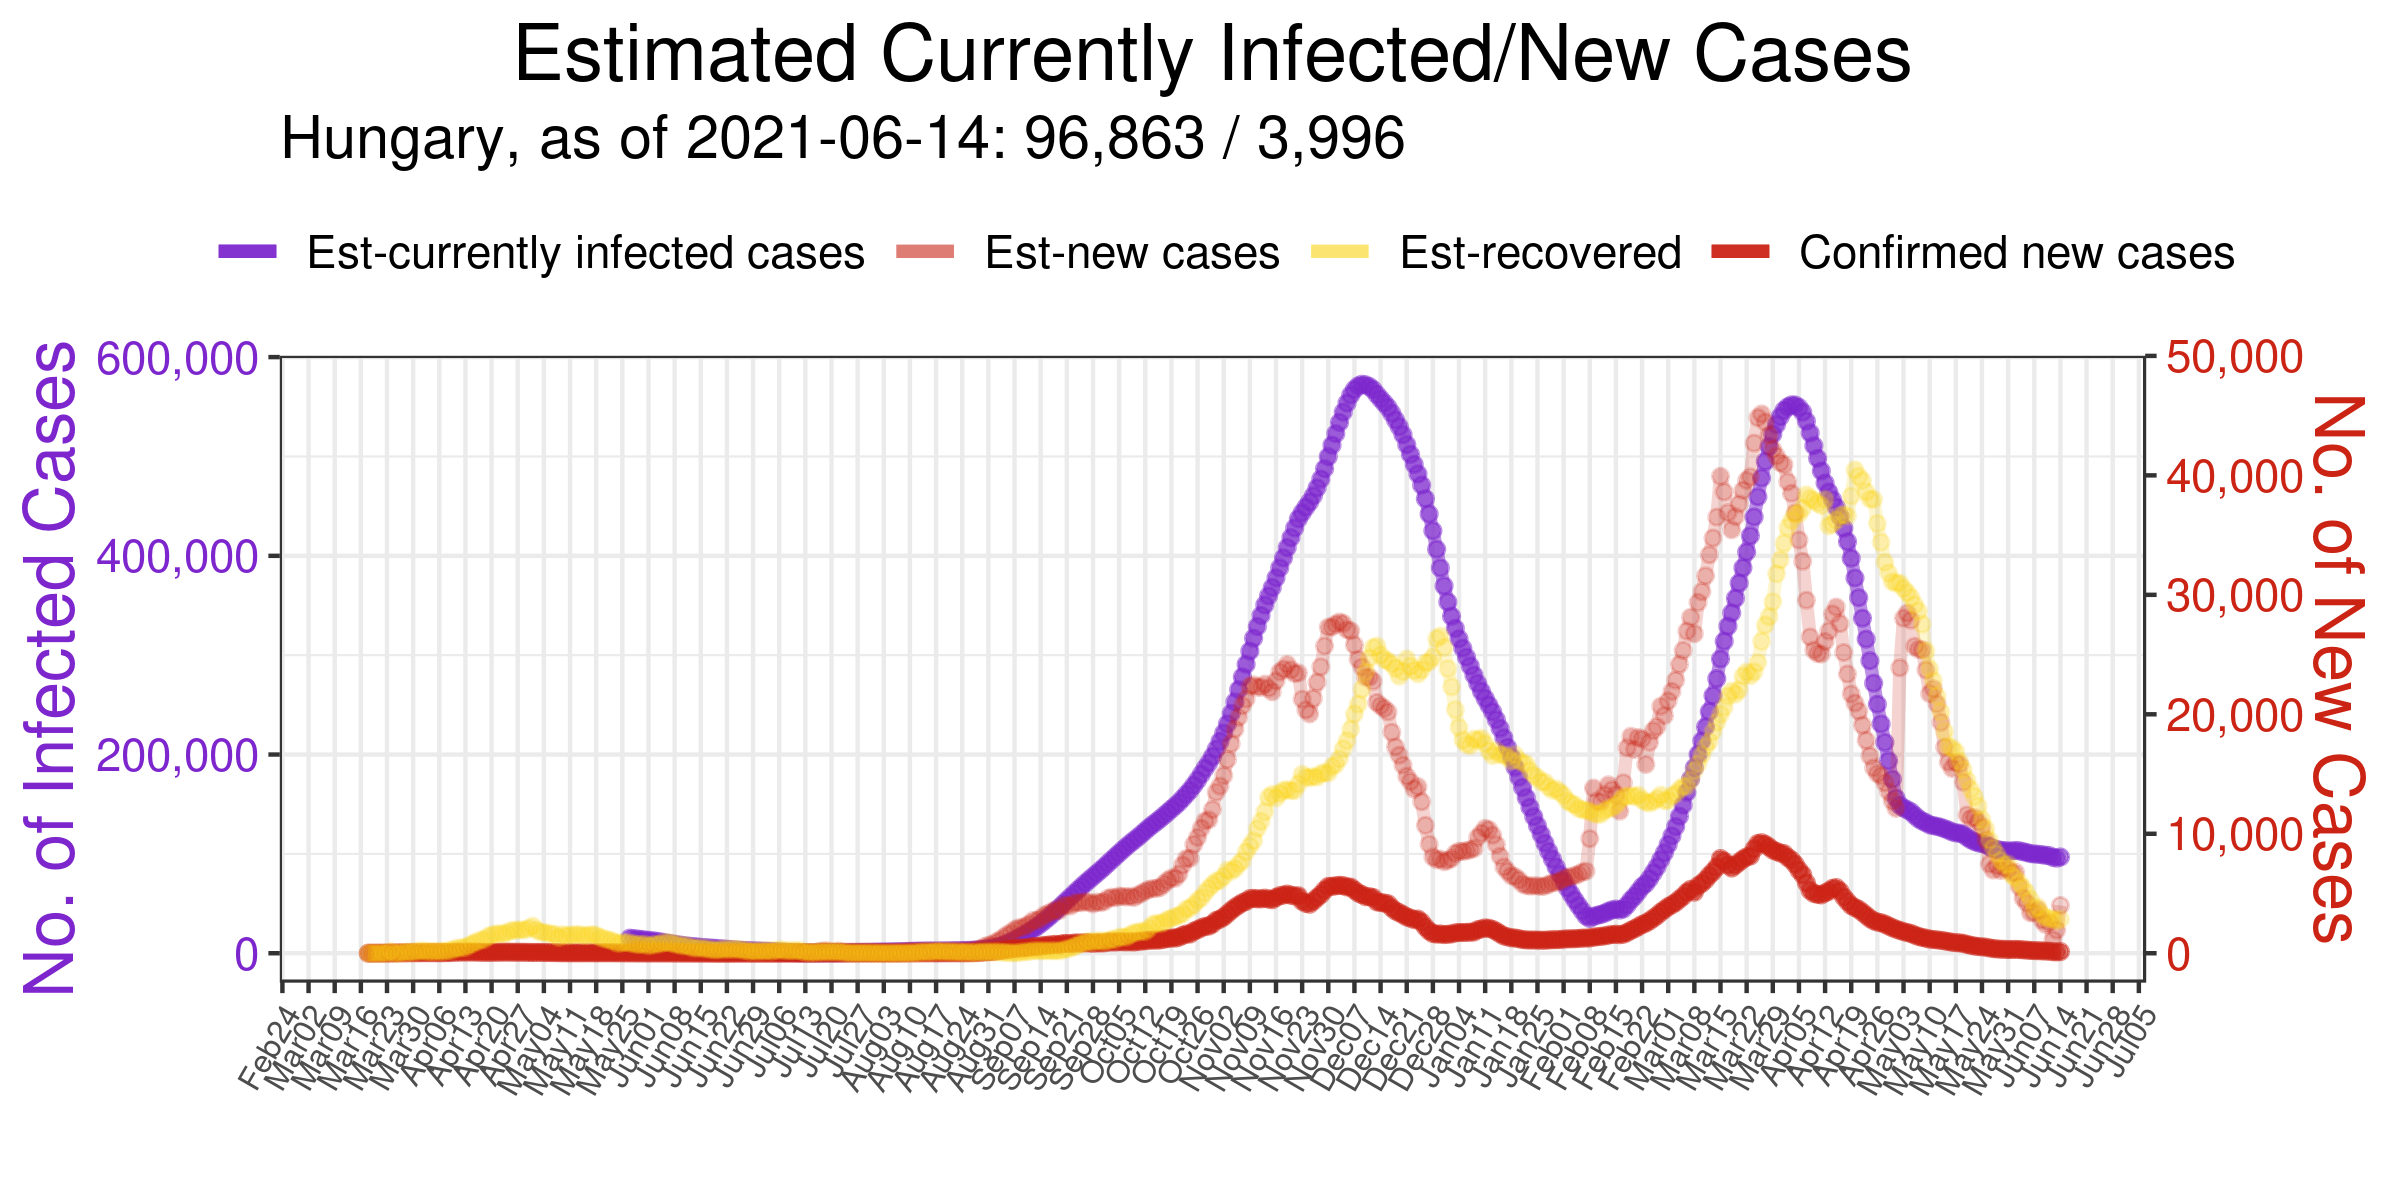 Estimated Currently Infected/New Cases
Hungary, as of 2021-06-14: 96,863 / 3,996
Est-currently infected cases Est-new cases Est-recovered Confirmed new cases
No. of Infected Cases
600,000
400,000
200,000
0
50,000
40,000
30,000
20,000
10,000
0
No. of New Cases
Feb24
Mar02
Mar09
Mar16
Mar23
Mar30
Apr06
Apr13
Apr20
Apr27
May04
May11
May18
May25
Jun01
Jun08
Jun15
Jun22
Jun29
Jul06
Jul13
Jul20
Jul27
Aug03
Aug10
Aug17
Aug24
Aug31
Sep07
Sep14
Sep21
Sep28
Oct05
Oct12
Oct19
Oct26
Nov02
Nov09
Nov16
Nov23
Nov30
Dec07
Dec14
Dec21
Dec28
Jan04
Jan11
Jan18
Jan25
Feb01
Feb08
Feb15
Feb22
Mar01
Mar08
Mar15
Mar22
Mar29
Apr05
Apr12
Apr19
Apr26
May03
May10
May17
May24
May31
Jun07
Jun14
Jun21
Jun28
Jul05